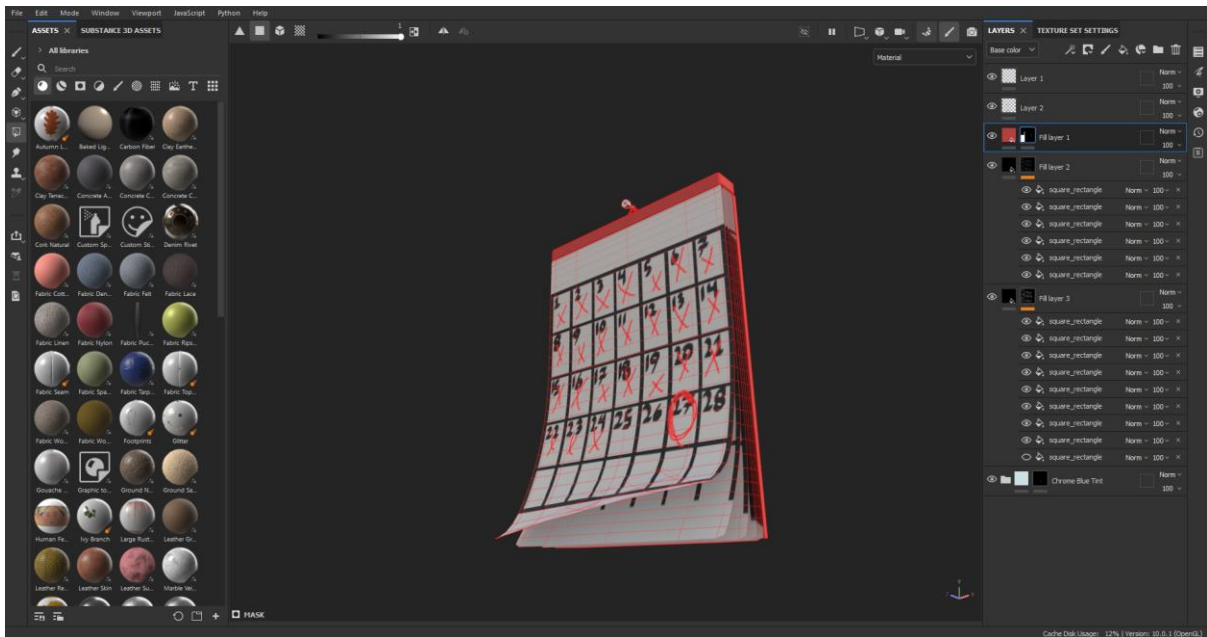 File Edit Mode Window Viewport JavaScript Python Help
ASSETS × SUBSTANCE 3D ASSETS
All libraries
Search
Autumn L... Baked Lig... Carbon Fiber Clay Earthe...
Clay Terrac... Concrete A... Concrete C... Concrete C...
Cork Natural Custom Sp... Custom Sti... Denim Rivet
Fabric Cott... Fabric Den... Fabric Felt Fabric Lace
Fabric Linen Fabric Nylon Fabric Puc... Fabric Rips...
Fabric Seam Fabric Spa... Fabric Tarp... Fabric Top...
Fabric Wo... Fabric Wo... Footprints Glitter
Gouache ... Graphic to... Ground N... Ground Sa...
Human Fe... Ivy Branch Large Rust... Leather Gr...
Leather Re... Leather Skin Leather Su... Marble Vei...
1
Material
1 2 3 4 5 6 7
8 9 10 11 12 13 14
15 16 17 18 19 20 21
22 23 24 25 26 27 28
MASK
LAYERS × TEXTURE SET SETTINGS
Base color
Layer 1 Norm
100
Layer 2 Norm
100
Fill layer 1 Norm
100
Fill layer 2 Norm
100
square_rectangle Norm 100 ×
square_rectangle Norm 100 ×
square_rectangle Norm 100 ×
square_rectangle Norm 100 ×
square_rectangle Norm 100 ×
square_rectangle Norm 100 ×
Fill layer 3 Norm
100
square_rectangle Norm 100 ×
square_rectangle Norm 100 ×
square_rectangle Norm 100 ×
square_rectangle Norm 100 ×
square_rectangle Norm 100 ×
square_rectangle Norm 100 ×
square_rectangle Norm 100 ×
square_rectangle Norm 100 ×
square_rectangle Norm 100 ×
Chrome Blue Tint Norm
100
Cache Disk Usage: 12% | Version: 10.0.1 (OpenGL)